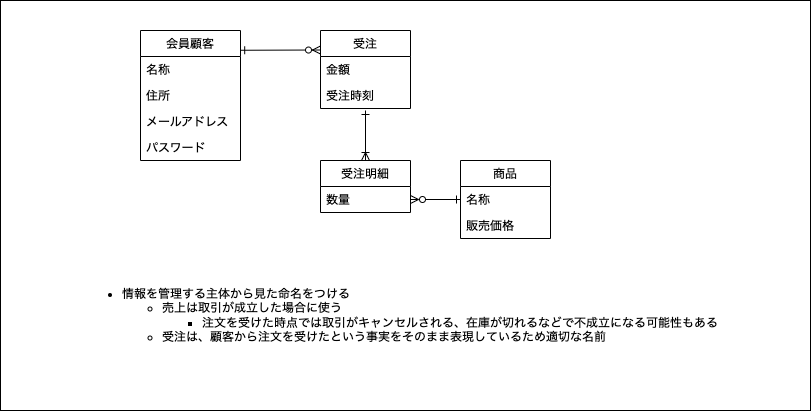 会員顧客
名称
住所
メールアドレス
パスワード
受注
金額
受注時刻
受注明細
数量
商品
名称
販売価格
情報を管理する主体から見た命名をつける
売上は取引が成立した場合に使う
注文を受けた時点では取引がキャンセルされる、在庫が切れるなどで不成立になる可能性もある
受注は、顧客から注文を受けたという事実をそのまま表現しているため適切な名前